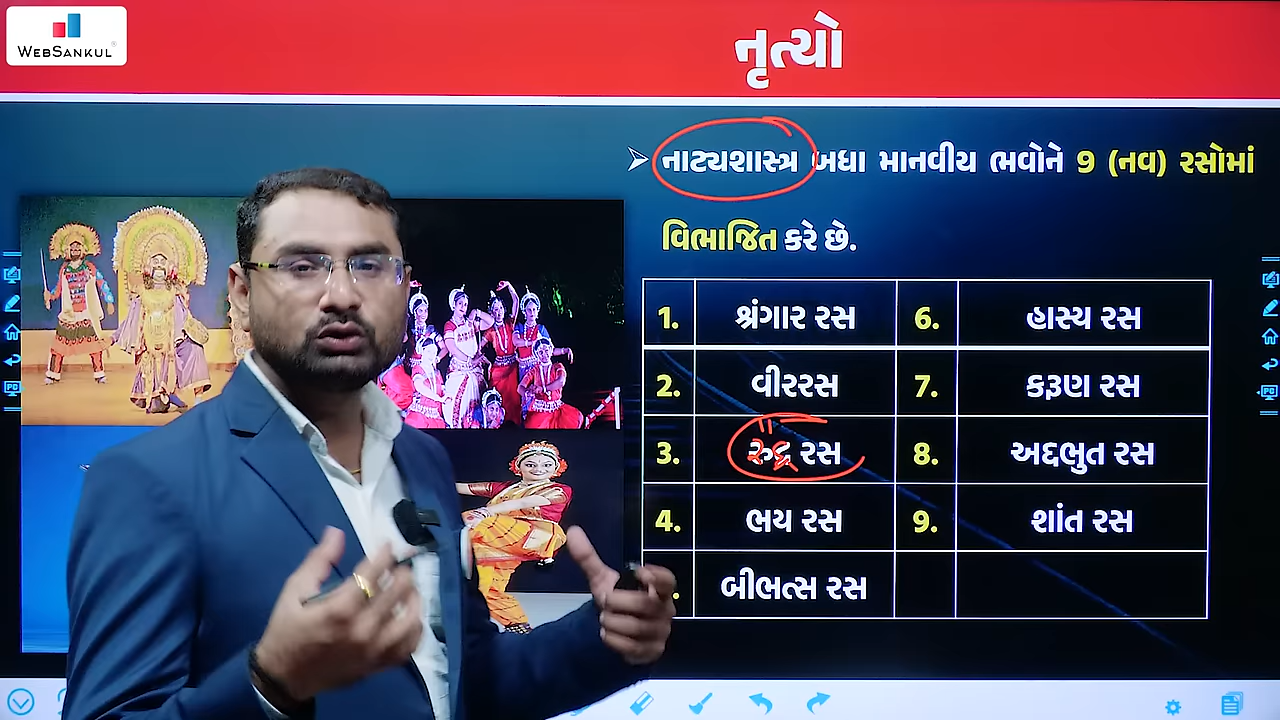 WEBSANKUL
નૃત્યો
નાટ્યશાસ્ત્ર બધા માનવીય ભવોને 9 (નવ) રસોમાં
વિભાજિત કરે છે.
1. શ્રંગાર રસ 6. હાસ્ય રસ
2. વીરરસ 7. કરૂણ રસ
3. રુદ્ર રસ 8. અદ્દભુત રસ
4. ભય રસ 9. શાંત રસ
બીભત્સ રસ